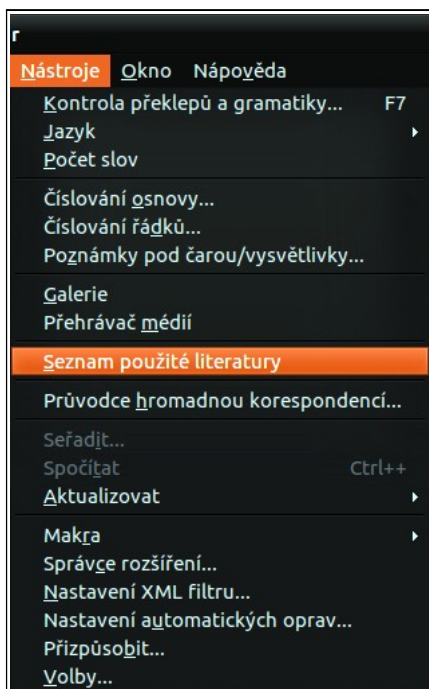 r
Nástroje Okno Nápověda
Kontrola překlepů a gramatiky... F7
Jazyk
Počet slov
Číslování osnovy...
Číslování řádků...
Poznámky pod čarou/vysvětlivky...
Galerie
Přehrávač médií
Seznam použité literatury
Průvodce hromadnou korespondencí...
Seřadit...
Spočítat Ctrl++
Aktualizovat
Makra
Správce rozšíření...
Nastavení XML filtru...
Nastavení automatických oprav...
Přizpůsobit...
Volby...